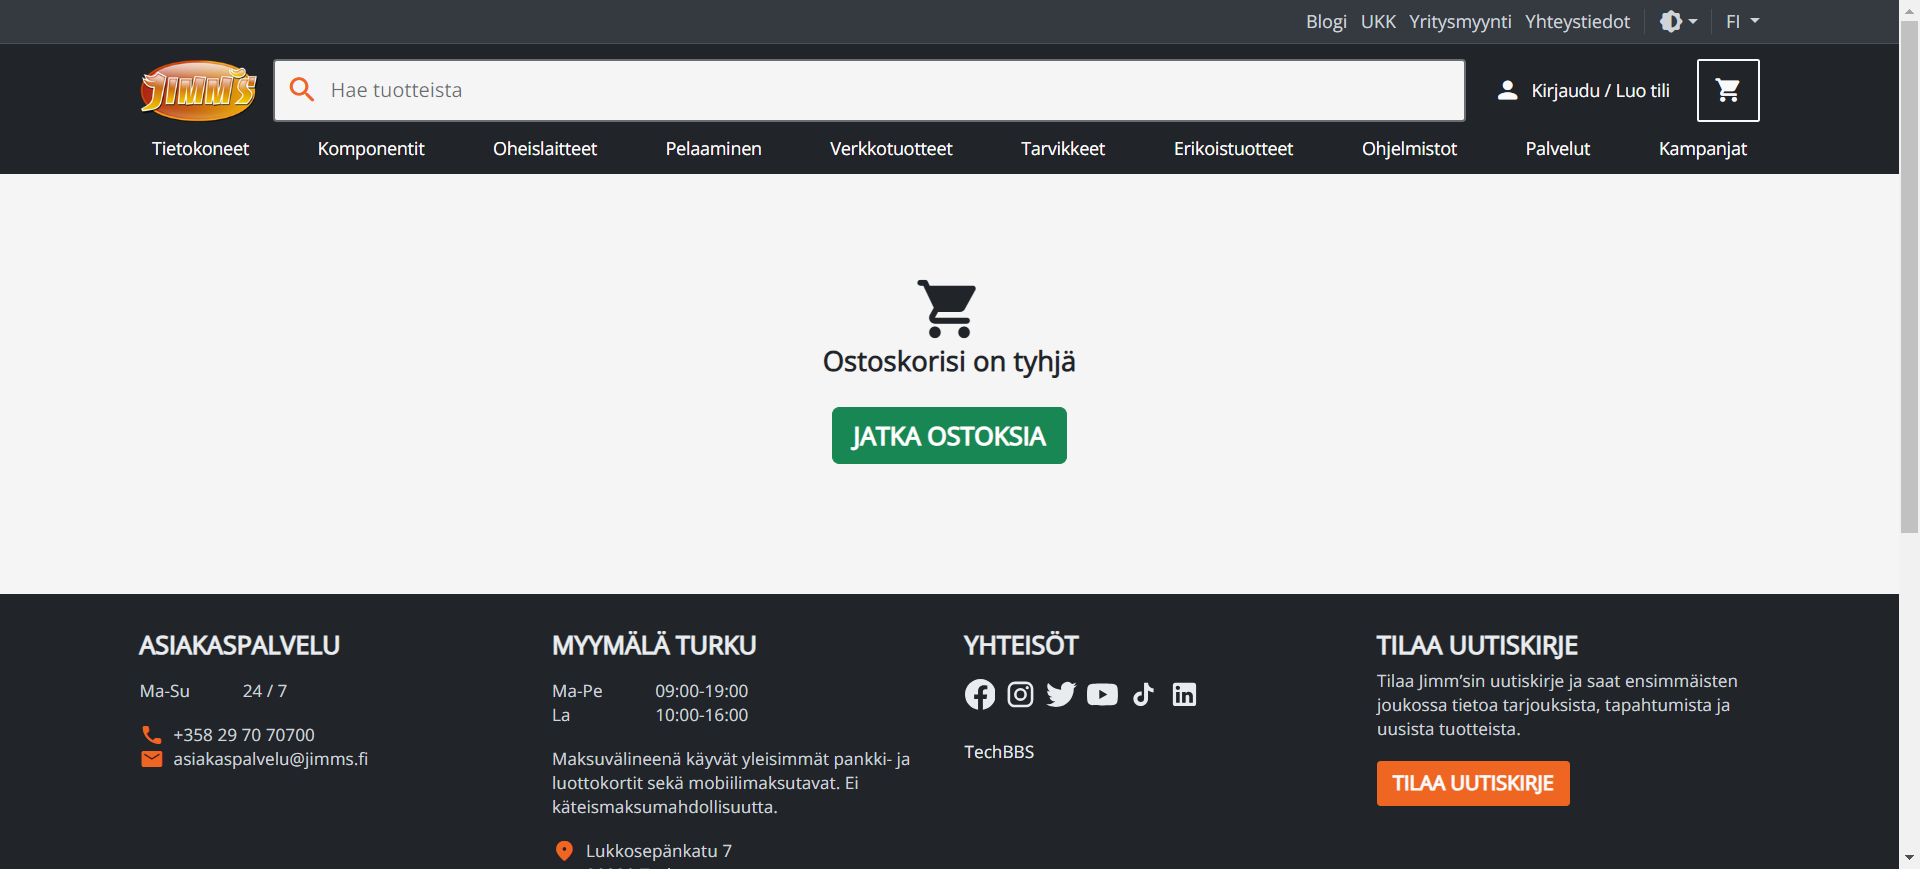 Blogi UKK Yritysmyynti Yhteystiedot FI
JIMM'S Hae tuotteista Kirjaudu / Luo tili
Tietokoneet Komponentit Oheislaitteet Pelaaminen Verkkotuotteet Tarvikkeet Erikoistuotteet Ohjelmistot Palvelut Kampanjat
Ostoskorisi on tyhjä
JATKA OSTOKSIA
ASIAKASPALVELU
Ma-Su 24 / 7
+358 29 70 70700
asiakaspalvelu@jimms.fi
MYYMÄLÄ TURKU
Ma-Pe 09:00-19:00
La 10:00-16:00
Maksuvälineenä käyvät yleisimmät pankki- ja
luottokortit sekä mobiilimaksutavat. Ei
käteismaksumahdollisuutta.
Lukkosepänkatu 7
YHTEISÖT
TechBBS
TILAA UUTISKIRJE
Tilaa Jimm’sin uutiskirje ja saat ensimmäisten
joukossa tietoa tarjouksista, tapahtumista ja
uusista tuotteista.
TILAA UUTISKIRJE